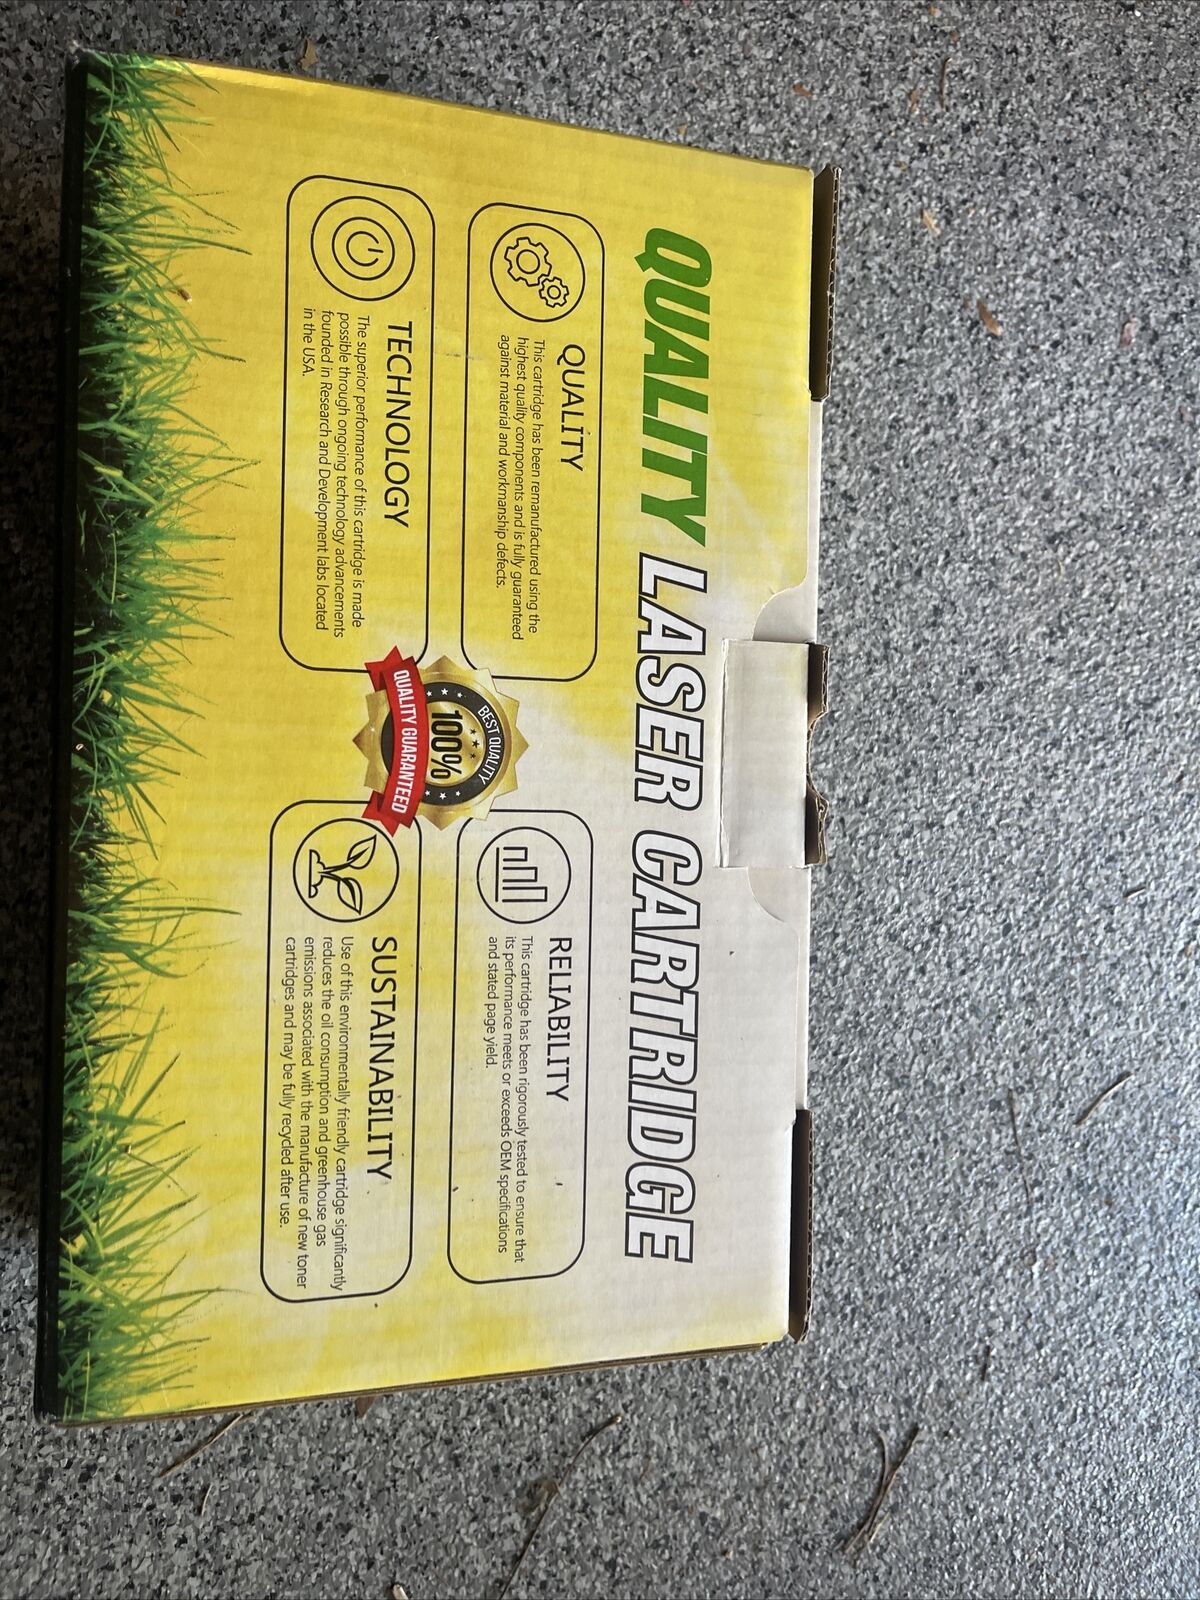 QUALITY LASER CARTRIDGE
QUALITY
This cartridge has been remanufactured using the
highest quality components and is fully guaranteed
against material and workmanship defects.
RELIABILITY
This cartridge has been rigorously tested to ensure that
its performance meets or exceeds OEM specifications
and stated page yield.
BEST QUALITY
100%
QUALITY GUARANTEED
TECHNOLOGY
The superior performance of this cartridge is made
possible through ongoing technology advancements
founded in Research and Development labs located
in the USA.
SUSTAINABILITY
Use of this environmentally friendly cartridge significantly
reduces the oil consumption and greenhouse gas
emissions associated with the manufacture of new toner
cartridges and may be fully recycled after use.